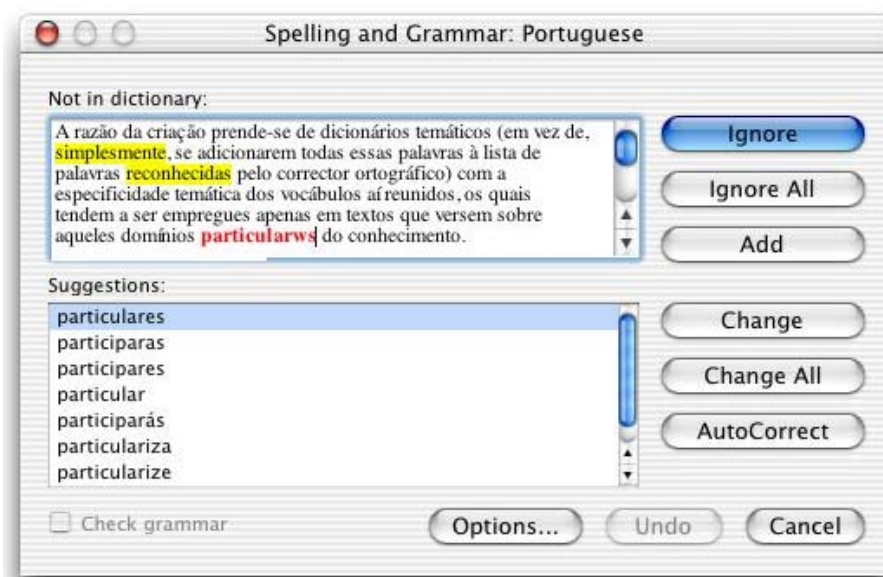 Spelling and Grammar: Portuguese
Not in dictionary:
A razão da criação prende-se de dicionários temáticos (em vez de,
simplesmente, se adicionarem todas essas palavras à lista de
palavras reconhecidas pelo corrector ortográfico) com a
especificidade temática dos vocábulos aí reunidos, os quais
tendem a ser empregues apenas em textos que versem sobre
aqueles domínios particularws do conhecimento.
Ignore
Ignore All
Add
Suggestions:
particulares
participaras
participares
particular
participarás
particulariza
particularize
Change
Change All
AutoCorrect
Check grammar
Options...
Undo
Cancel